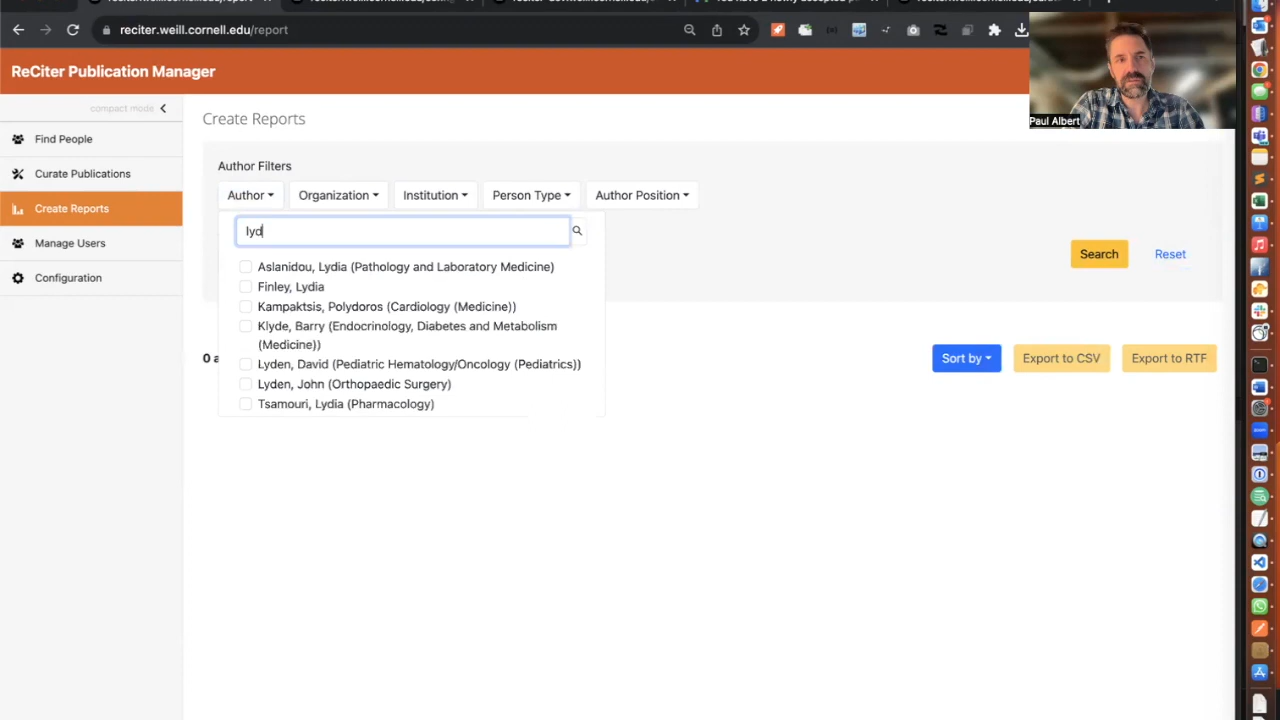 reciter.weill.cornell.edu/report
Paul Albert
ReCiter Publication Manager
compact mode
Find People
Curate Publications
Create Reports
Manage Users
Configuration
Create Reports
Author Filters
Author Organization Institution Person Type Author Position
lyd
Aslanidou, Lydia (Pathology and Laboratory Medicine)
Finley, Lydia
Kampaktsis, Polydoros (Cardiology (Medicine))
Klyde, Barry (Endocrinology, Diabetes and Metabolism
(Medicine))
Lyden, David (Pediatric Hematology/Oncology (Pediatrics))
Lyden, John (Orthopaedic Surgery)
Tsamouri, Lydia (Pharmacology)
Search Reset
0 a
Sort by Export to CSV Export to RTF